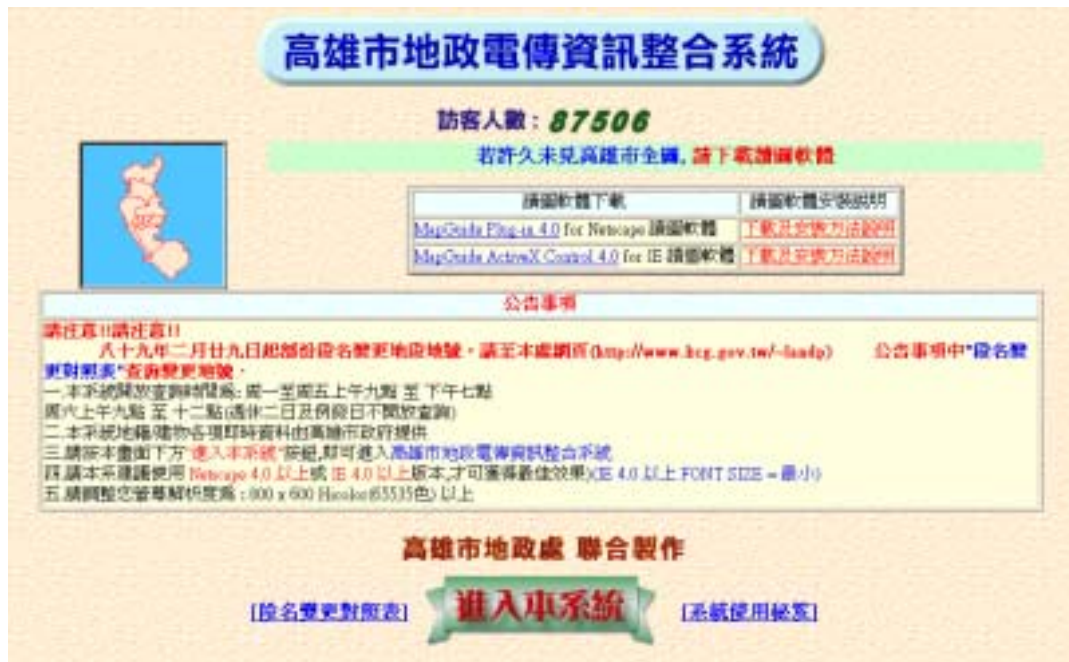 高雄市地政電傳資訊整合系統
訪客人數：87506
若許久未見高雄市全圖, 請下載讀圖軟體
讀圖軟體下載 讀圖軟體安裝說明
MapGuide Plug-in 4.0 for Netscape 讀圖軟體 下載及安裝方法說明
MapGuide ActiveX Control 4.0 for IE 讀圖軟體 下載及安裝方法說明
公告事項
請注意!!請注意!!
八十九年二月廿九日起部份段名變更地段地號，請至本處網頁(http://www.kcg.gov.tw/~landp) 公告事項中"段名變
更對照表"查詢變更地號。
一.本系統開放查詢時間為: 周一至周五上午九點 至 下午七點
周六上午九點 至 十二點(週休二日及例假日不開放查詢)
二.本系統地籍/建物各項即時資料由高雄市政府提供
三.請按本畫面下方"進入本系統"按鈕,即可進入高雄市地政電傳資訊整合系統
四.請本系建議使用 Netscape 4.0 以上或 IE 4.0 以上版本,才可獲得最佳效果)(IE 4.0 以上 FONT SIZE = 最小)
五.請調整您螢幕解析度為 : 800 x 600 Hicolor(65535色) 以上
高雄市地政處 聯合製作
[段名變更對照表] 進入本系統 [系統使用秘笈]